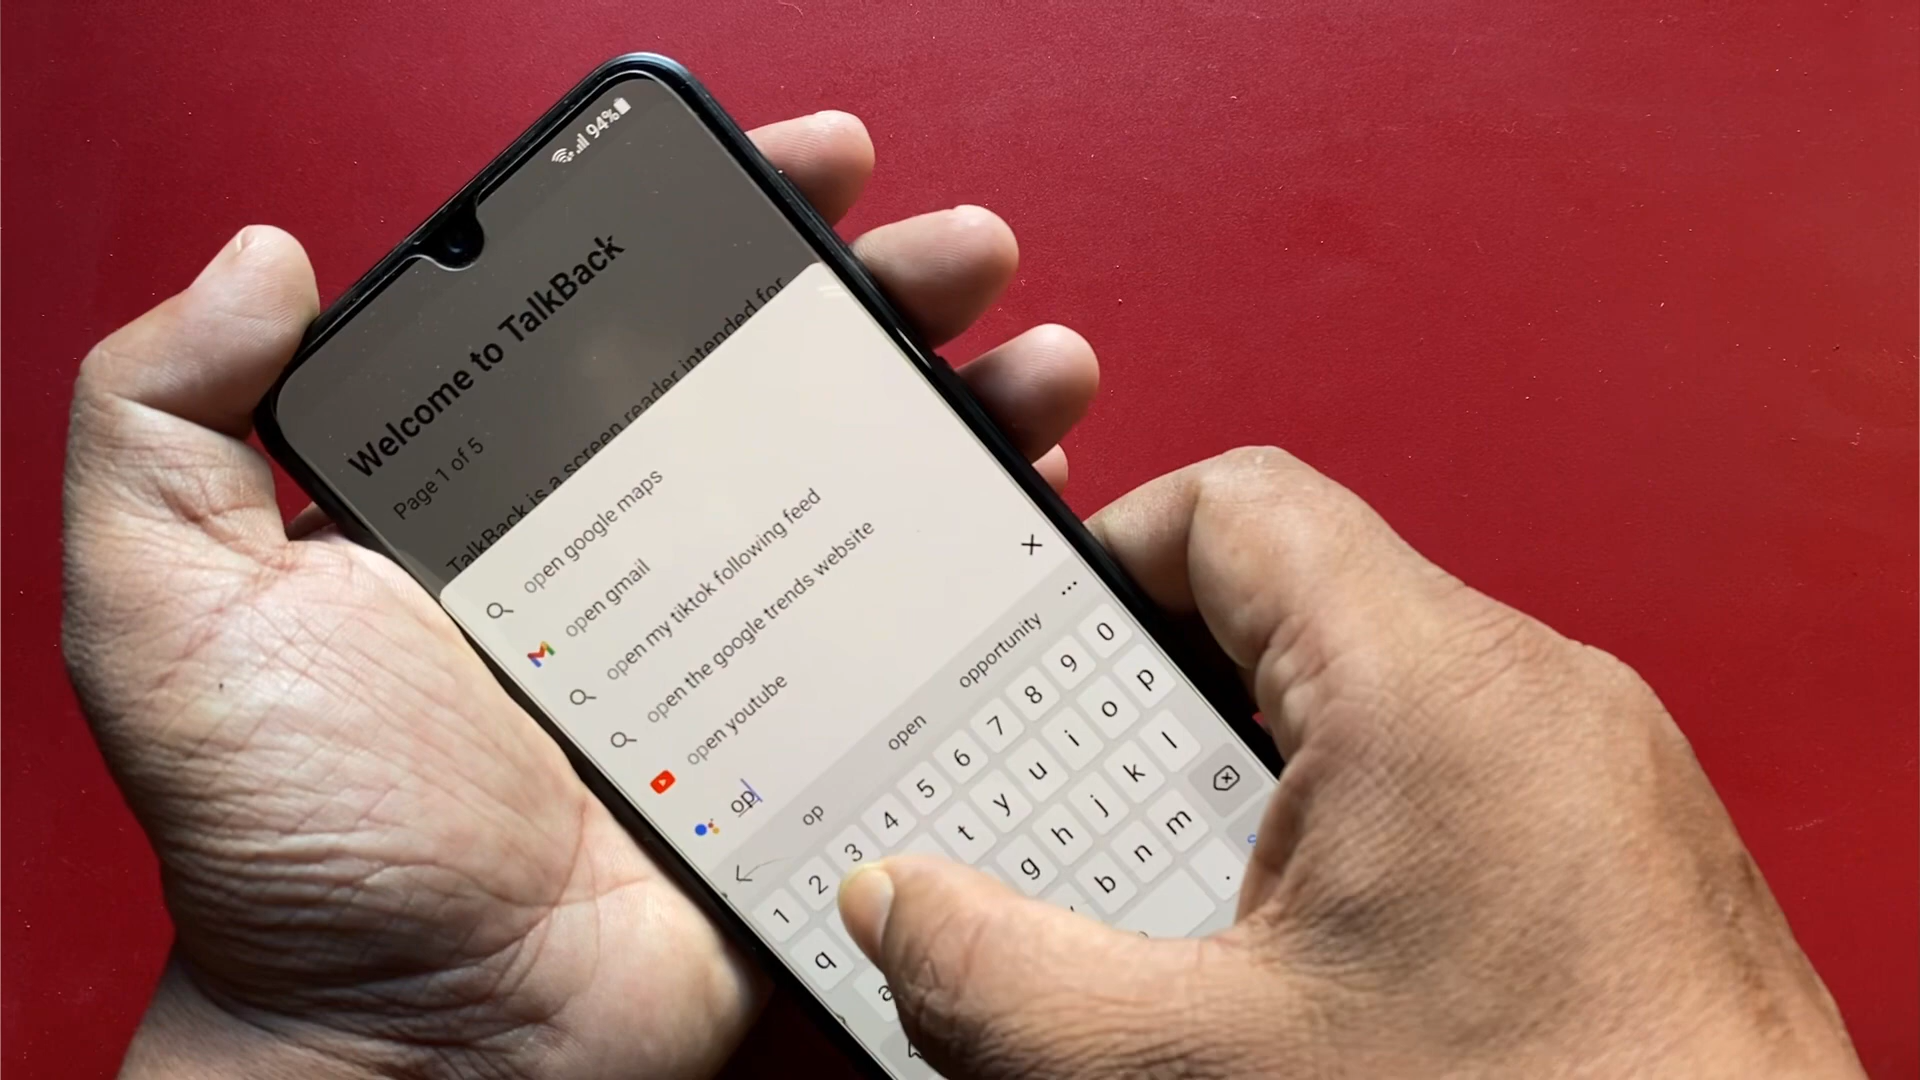 94%
Welcome to TalkBack
Page 1 of 5
TalkBack is a screen reader intended for
open google maps
open gmail
open my tiktok following feed
open the google trends website
open youtube
op
op open opportunity
1 2 3 4 5 6 7 8 9 0
q t y u i o p
a g h j k l
b n m
.